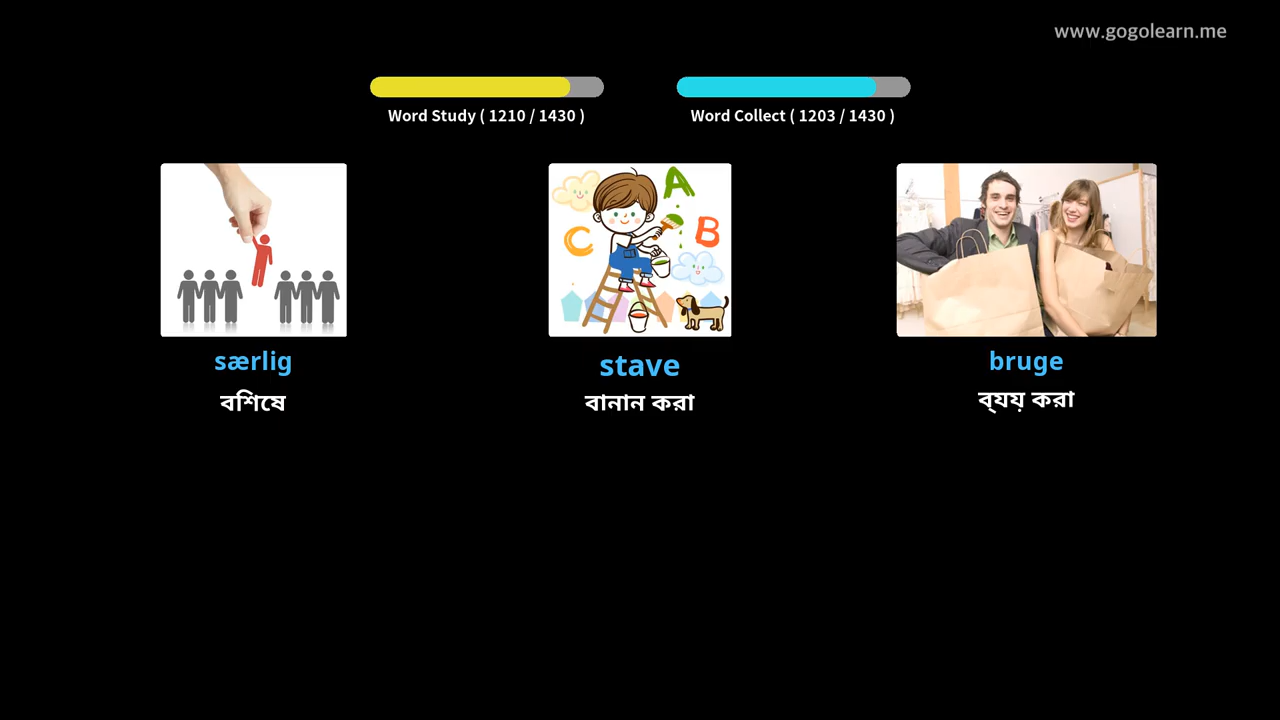 www.gogolearn.me
Word Study ( 1210 / 1430 )
Word Collect ( 1203 / 1430 )
A
B
C
særlig
stave
bruge
বিশেষ
বানান করা
ব্যয় করা